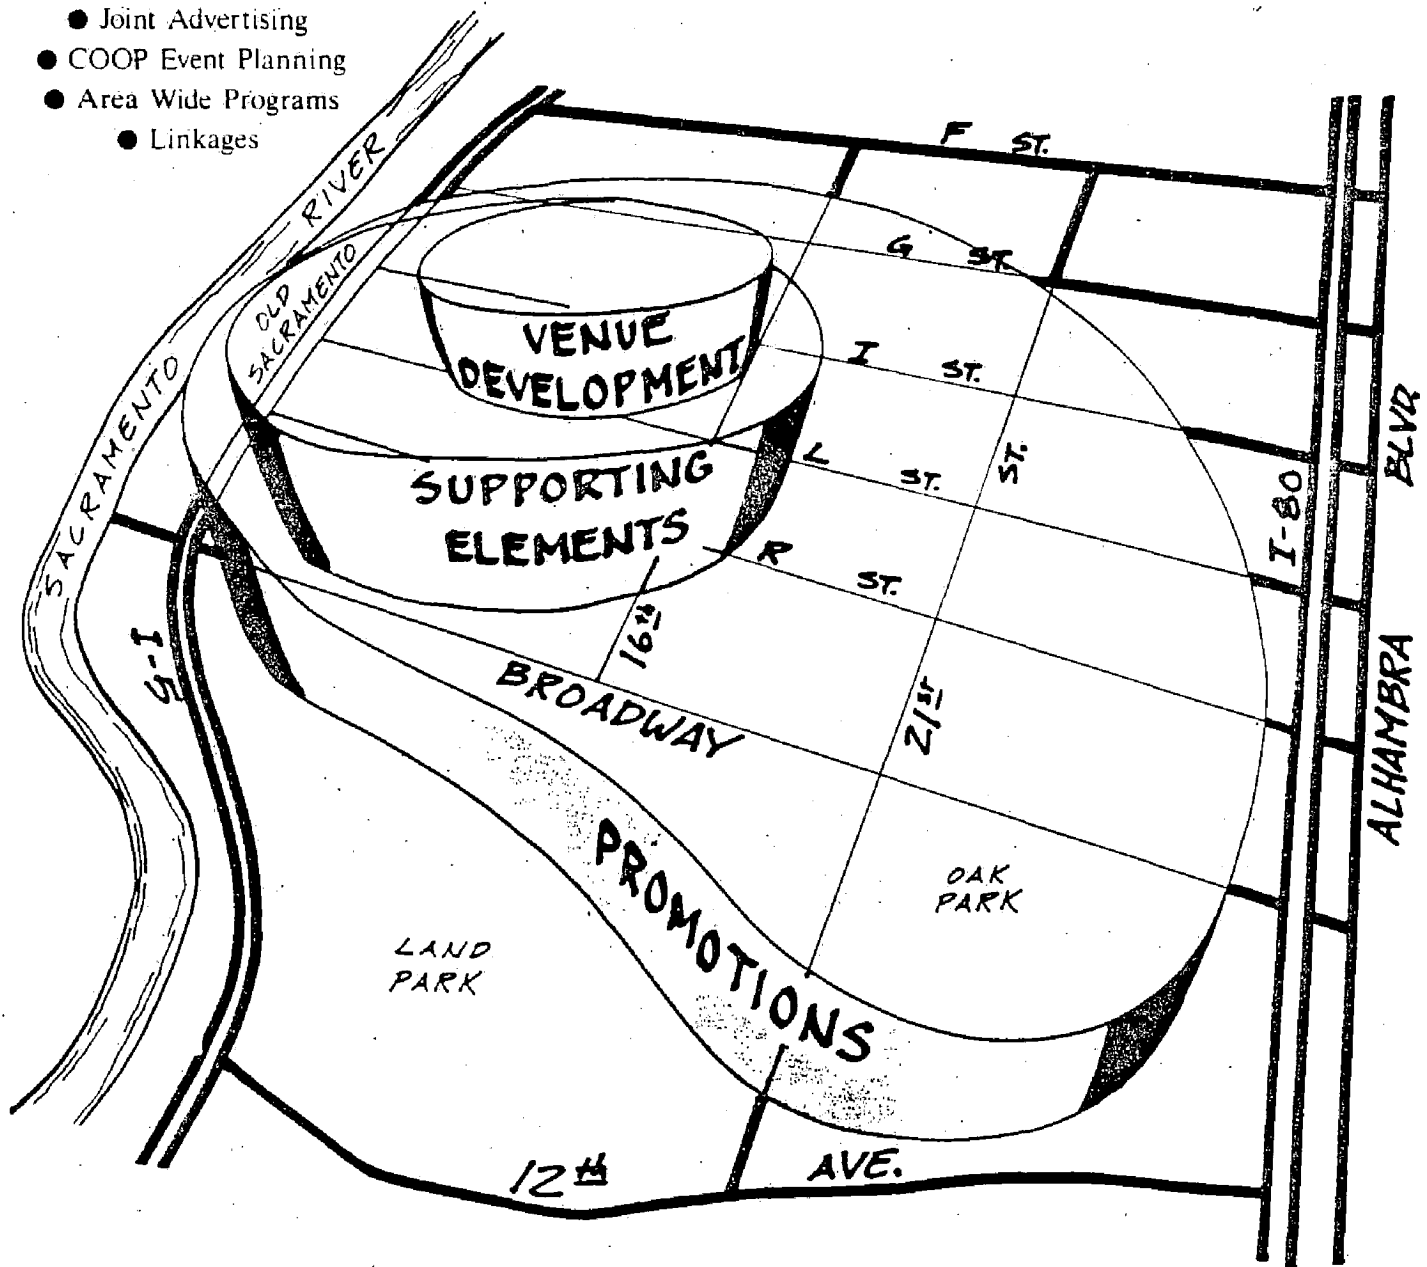 ● Joint Advertising
● COOP Event Planning
● Area Wide Programs
● Linkages
SACRAMENTO RIVER
OLD
SACRAMENTO
F ST.
G ST.
I ST.
L ST.
R ST.
VENUE
DEVELOPMENT
SUPPORTING
ELEMENTS
16th
21st ST.
BROADWAY
I-5
I-80
ALHAMBRA BLVD
PROMOTIONS
OAK
PARK
LAND
PARK
12th AVE.